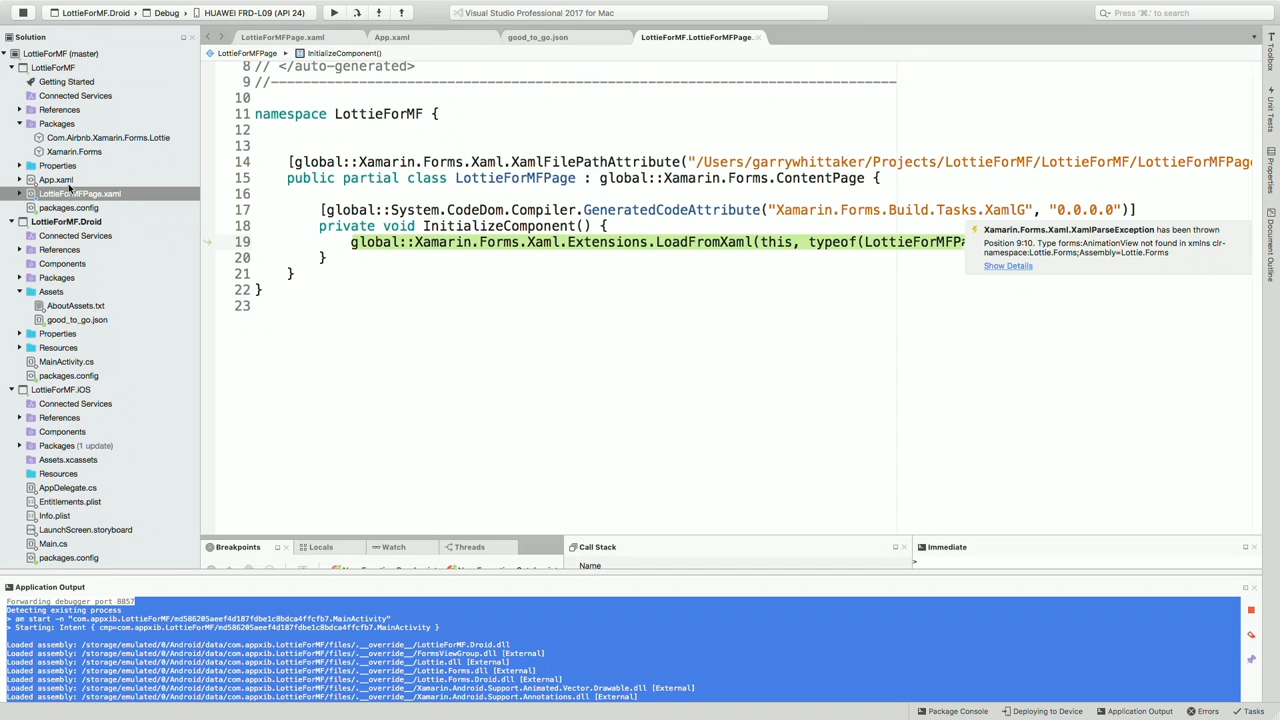 LottieForMF.Droid > Debug > HUAWEI FRD-L09 (API 24)
Visual Studio Professional 2017 for Mac
Press '⌘.' to search
Solution
LottieForMFPage.xaml
App.xaml
good_to_go.json
LottieForMF.LottieForMFPage.
LottieForMFPage
InitializeComponent()
LottieForMF (master)
LottieForMF
Getting Started
Connected Services
References
Packages
Com.Airbnb.Xamarin.Forms.Lottie
Xamarin.Forms
Properties
App.xaml
LottieForMFPage.xaml
packages.config
LottieForMF.Droid
Connected Services
References
Components
Packages
Assets
AboutAssets.txt
good_to_go.json
Properties
Resources
MainActivity.cs
packages.config
LottieForMF.iOS
Connected Services
References
Components
Packages (1 update)
Assets.xcassets
Resources
AppDelegate.cs
Entitlements.plist
Info.plist
LaunchScreen.storyboard
Main.cs
packages.config
8 // </auto-generated>
9 //------------------------------------------------------------------------------
10
11 namespace LottieForMF {
12
13
14 [global::Xamarin.Forms.Xaml.XamlFilePathAttribute("/Users/garrywhittaker/Projects/LottieForMF/LottieForMF/LottieForMFPage
15 public partial class LottieForMFPage : global::Xamarin.Forms.ContentPage {
16
17 [global::System.CodeDom.Compiler.GeneratedCodeAttribute("Xamarin.Forms.Build.Tasks.XamlG", "0.0.0.0")]
18 private void InitializeComponent() {
19 global::Xamarin.Forms.Xaml.Extensions.LoadFromXaml(this, typeof(LottieForMFPa
20 }
21 }
22 }
23
Xamarin.Forms.Xaml.XamlParseException has been thrown
Position 9:10. Type forms:AnimationView not found in xmlns clr-
namespace:Lottie.Forms;Assembly=Lottie.Forms
Show Details
Toolbox
Unit Tests
Properties
Document Outline
Breakpoints
Locals
Watch
Threads
Call Stack
Immediate
Name
>
Application Output
Forwarding debugger port 8857
Detecting existing process
> am start -n "com.appxib.LottieForMF/md586205aeef4d187fdbe1c8bdca4ffcfb7.MainActivity"
> Starting: Intent { cmp=com.appxib.LottieForMF/md586205aeef4d187fdbe1c8bdca4ffcfb7.MainActivity }
Loaded assembly: /storage/emulated/0/Android/data/com.appxib.LottieForMF/files/.__override__/LottieForMF.Droid.dll
Loaded assembly: /storage/emulated/0/Android/data/com.appxib.LottieForMF/files/.__override__/FormsViewGroup.dll [External]
Loaded assembly: /storage/emulated/0/Android/data/com.appxib.LottieForMF/files/.__override__/Lottie.dll [External]
Loaded assembly: /storage/emulated/0/Android/data/com.appxib.LottieForMF/files/.__override__/Lottie.Forms.dll [External]
Loaded assembly: /storage/emulated/0/Android/data/com.appxib.LottieForMF/files/.__override__/Lottie.Forms.Droid.dll [External]
Loaded assembly: /storage/emulated/0/Android/data/com.appxib.LottieForMF/files/.__override__/Xamarin.Android.Support.Animated.Vector.Drawable.dll [External]
Loaded assembly: /storage/emulated/0/Android/data/com.appxib.LottieForMF/files/.__override__/Xamarin.Android.Support.Annotations.dll [External]
Package Console
Deploying to Device
Application Output
Errors
Tasks